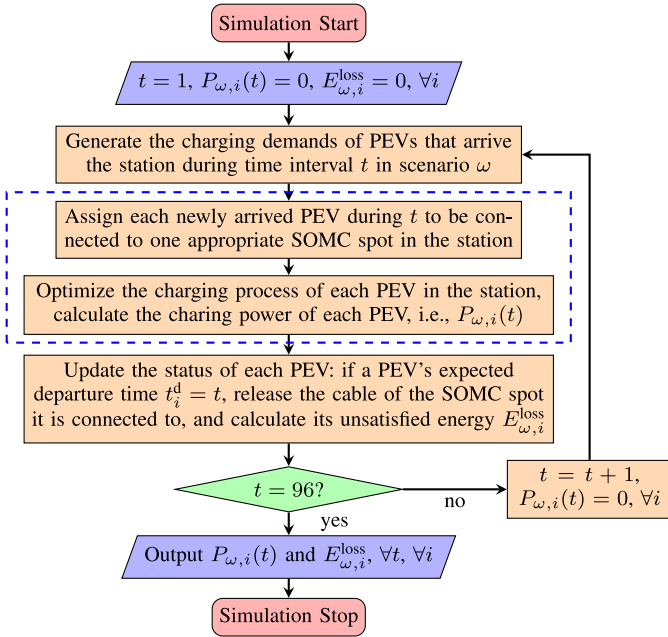 Simulation Start
t = 1, P_{ω,i}(t) = 0, E^{loss}_{ω,i} = 0, ∀i
Generate the charging demands of PEVs that arrive
the station during time interval t in scenario ω
Assign each newly arrived PEV during t to be con-
nected to one appropriate SOMC spot in the station
Optimize the charging process of each PEV in the station,
calculate the charing power of each PEV, i.e., P_{ω,i}(t)
Update the status of each PEV: if a PEV's expected
departure time t^d_i = t, release the cable of the SOMC spot
it is connected to, and calculate its unsatisfied energy E^{loss}_{ω,i}
t = 96?
no
t = t + 1,
P_{ω,i}(t) = 0, ∀i
yes
Output P_{ω,i}(t) and E^{loss}_{ω,i}, ∀t, ∀i
Simulation Stop